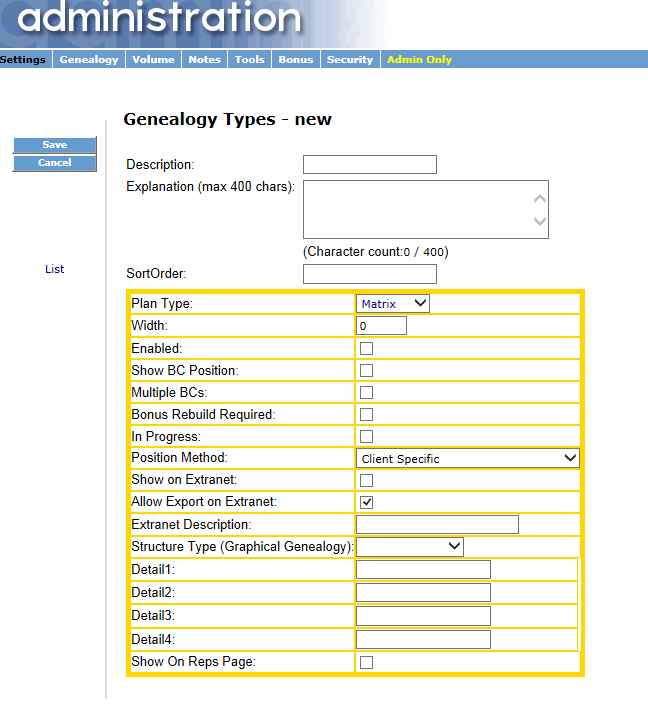 administration
Settings Genealogy Volume Notes Tools Bonus Security Admin Only
Genealogy Types - new
Save
Cancel
List
Description:
Explanation (max 400 chars):
(Character count:0 / 400)
SortOrder:
Plan Type: Matrix
Width: 0
Enabled:
Show BC Position:
Multiple BCs:
Bonus Rebuild Required:
In Progress:
Position Method: Client Specific
Show on Extranet:
Allow Export on Extranet:
Extranet Description:
Structure Type (Graphical Genealogy):
Detail1:
Detail2:
Detail3:
Detail4:
Show On Reps Page: